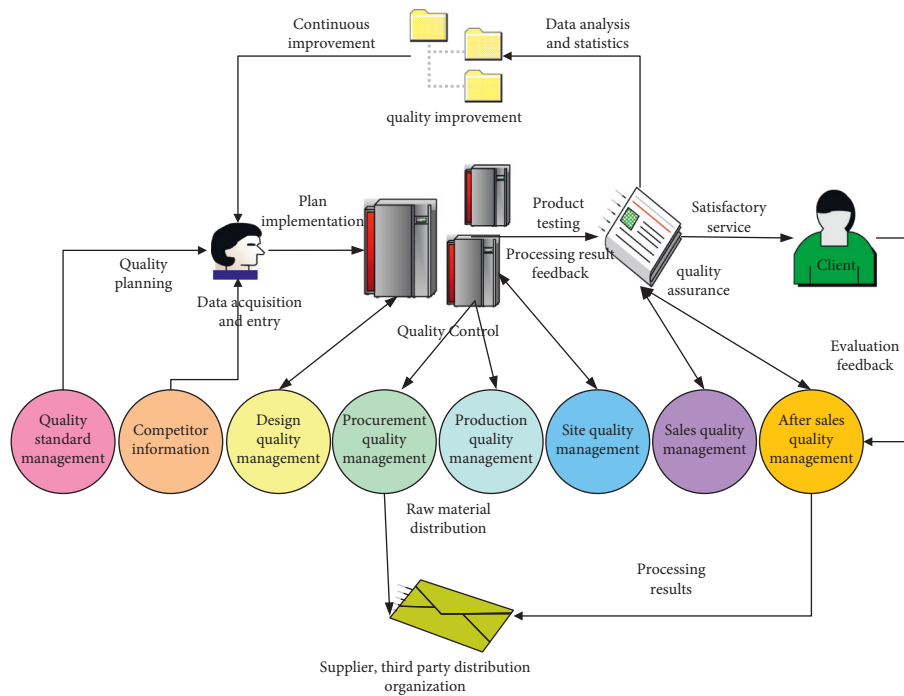 Continuous
improvement
Data analysis
and statistics
quality improvement
Plan
implementation
Product
testing
Processing result
feedback
Satisfactory
service
Quality
planning
quality
assurance
Client
Data acquisition
and entry
Quality Control
Evaluation
feedback
Quality
standard
management
Competitor
information
Design
quality
management
Procurement
quality
management
Production
quality
management
Site quality
management
Sales quality
management
After sales
quality
management
Raw material
distribution
Processing
results
Supplier, third party distribution
organization